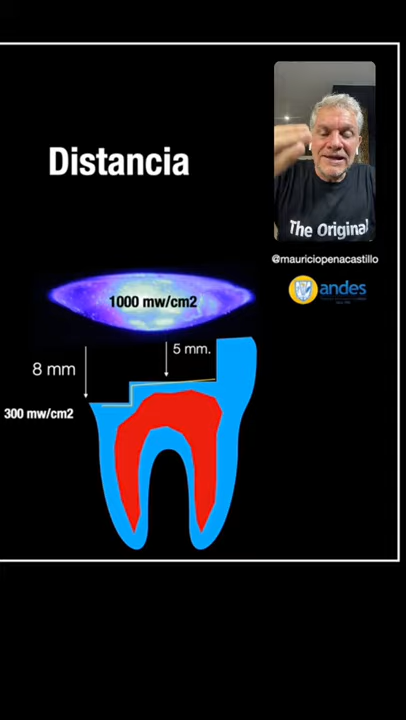 Distancia
The Original
@mauriciopenacastillo
andes
1000 mw/cm2
5 mm.
8 mm
300 mw/cm2